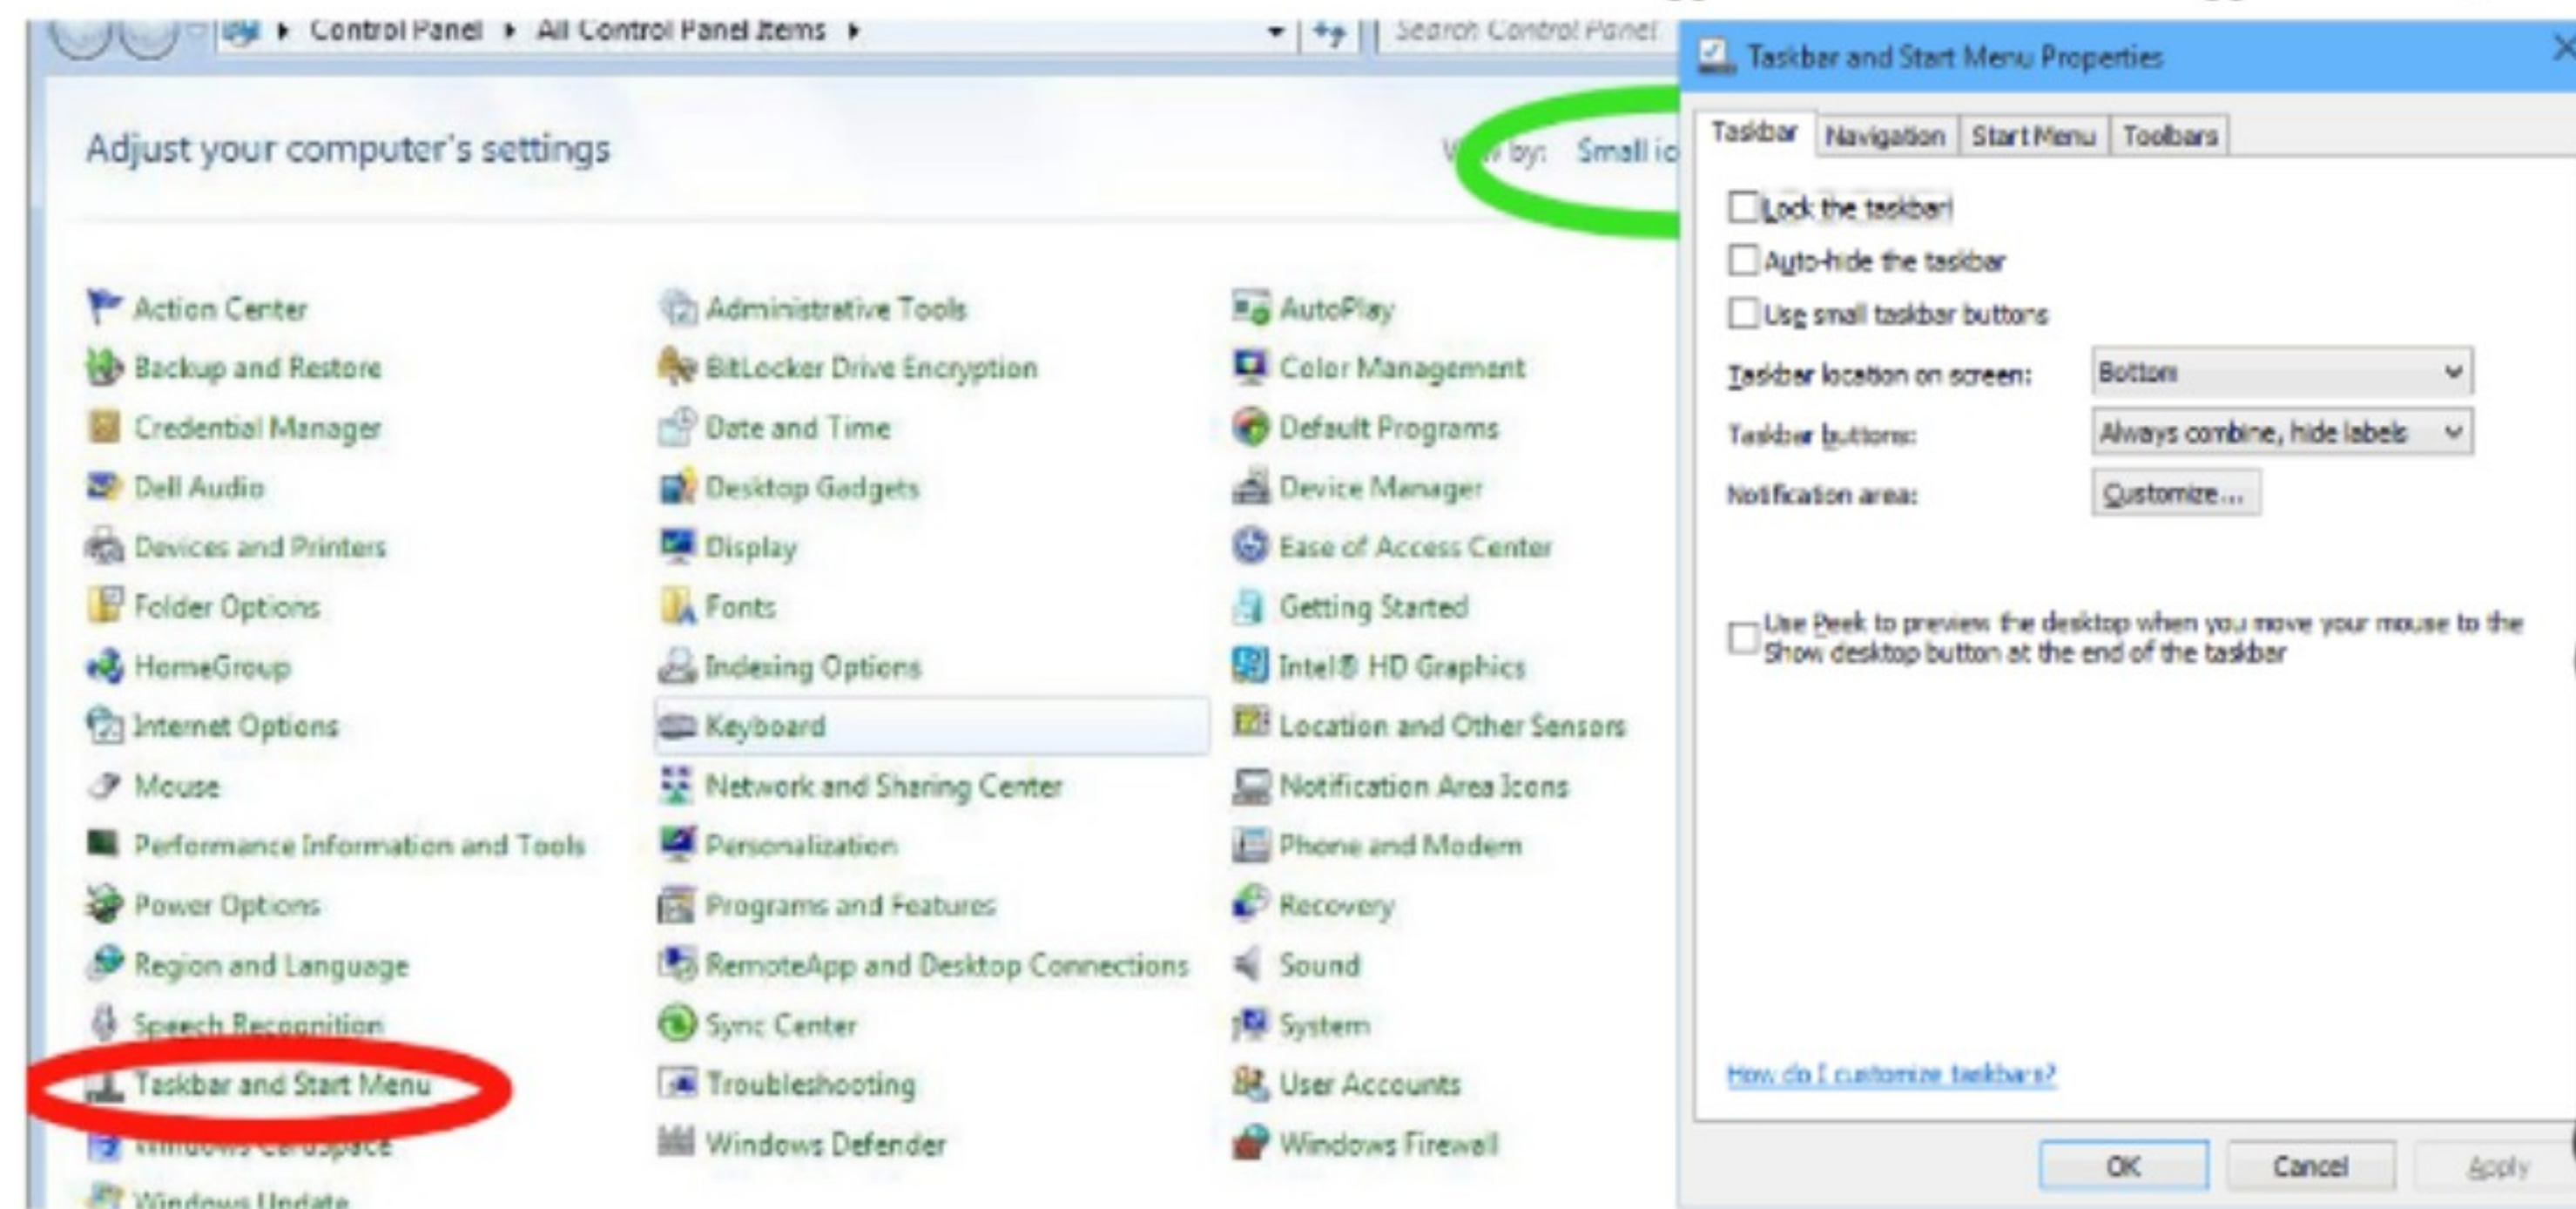 Control Panel All Control Panel Items
Search Control Panel
Adjust your computer's settings
by: Small ic
Action Center
Administrative Tools
AutoPlay
Backup and Restore
BitLocker Drive Encryption
Color Management
Credential Manager
Date and Time
Default Programs
Dell Audio
Desktop Gadgets
Device Manager
Devices and Printers
Display
Ease of Access Center
Folder Options
Fonts
Getting Started
HomeGroup
Indexing Options
Intel® HD Graphics
Internet Options
Keyboard
Location and Other Sensors
Mouse
Network and Sharing Center
Notification Area Icons
Performance Information and Tools
Personalization
Phone and Modem
Power Options
Programs and Features
Recovery
Region and Language
RemoteApp and Desktop Connections
Sound
Speech Recognition
Sync Center
System
Taskbar and Start Menu
Troubleshooting
User Accounts
Windows CardSpace
Windows Defender
Windows Firewall
Windows Update
Taskbar and Start Menu Properties
Taskbar Navigation Start Menu Toolbars
Lock the taskbar
Auto-hide the taskbar
Use small taskbar buttons
Taskbar location on screen: Bottom
Taskbar buttons: Always combine, hide labels
Notification area: Customize...
Use Peek to preview the desktop when you move your mouse to the
Show desktop button at the end of the taskbar
How do I customize taskbars?
OK Cancel Apply